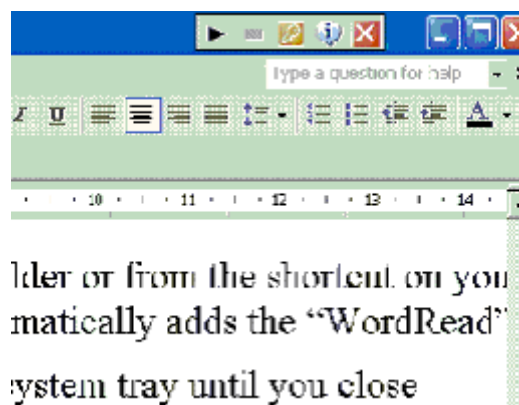 Type a question for help
I U A
10 11 12 13 14
lder or from the shortcut on you
matically adds the “WordRead”
system tray until you close